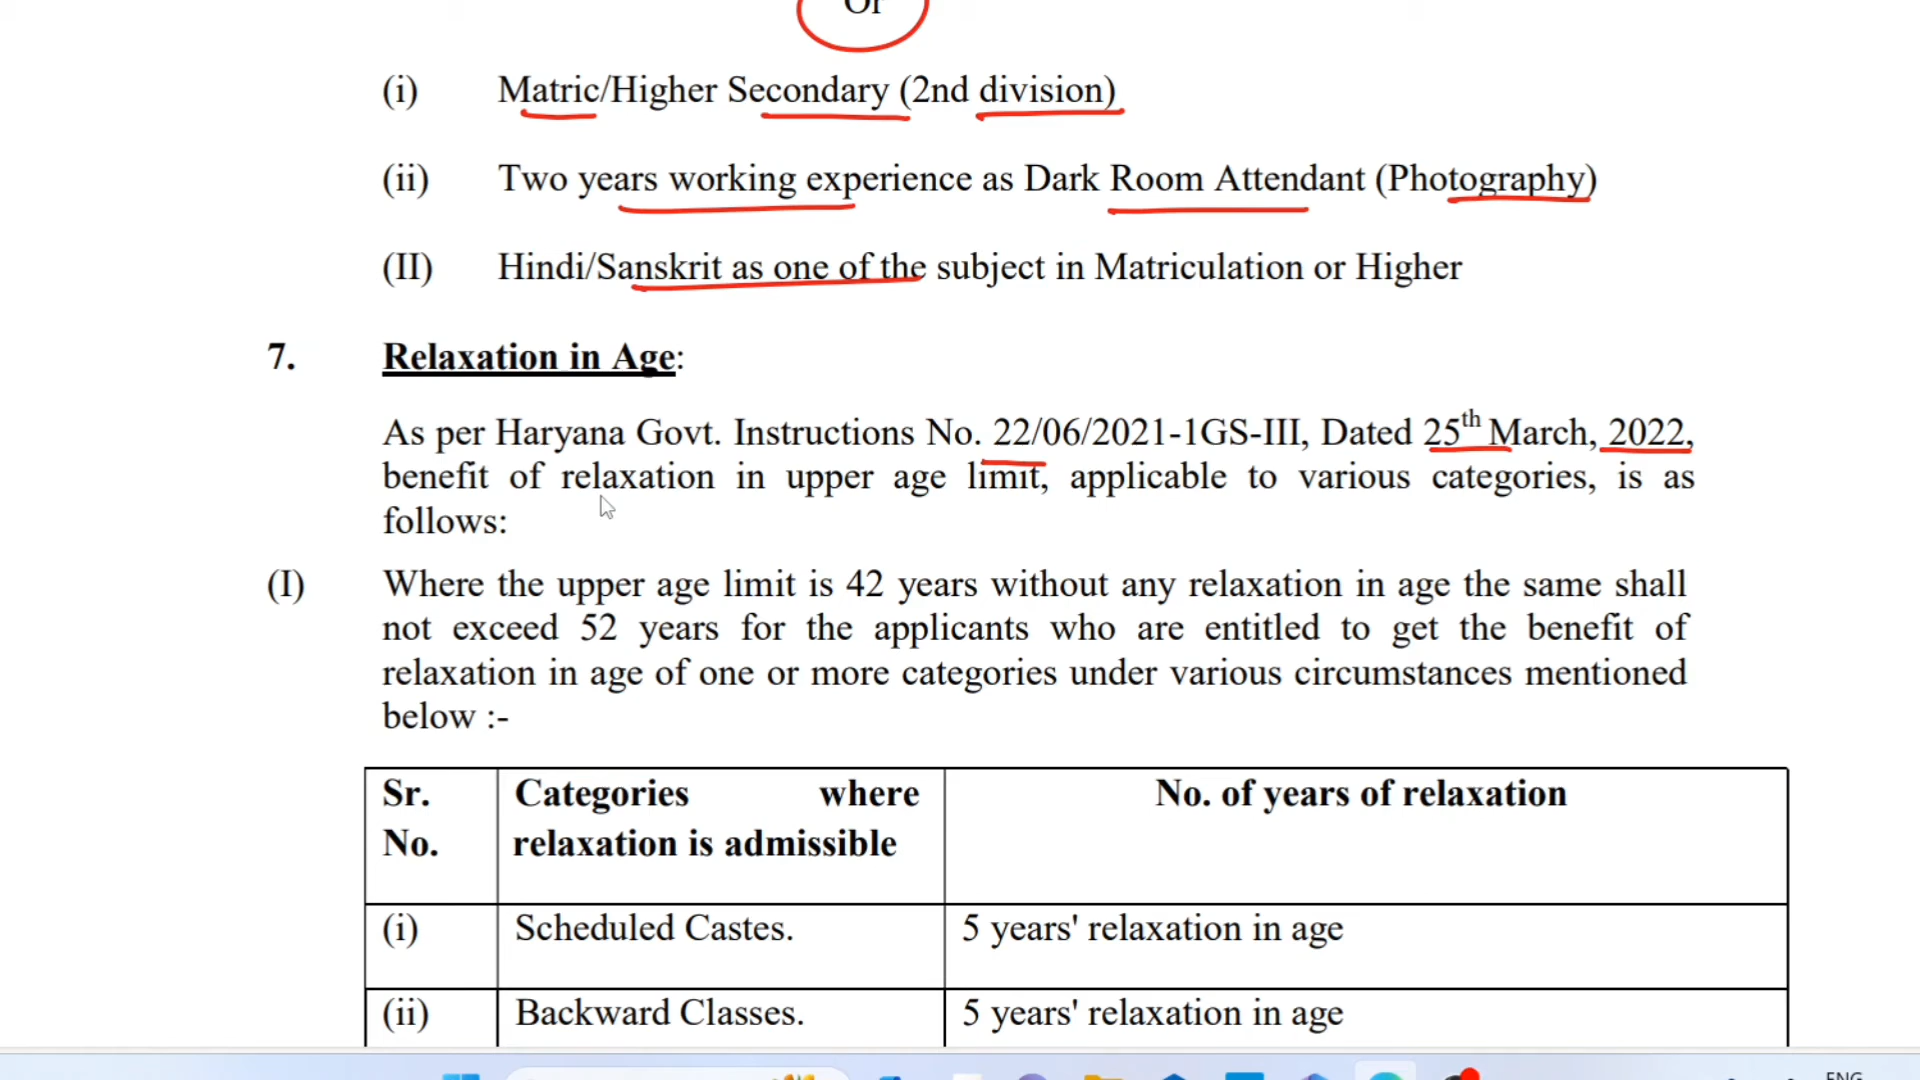 Or
(i) Matric/Higher Secondary (2nd division)
(ii) Two years working experience as Dark Room Attendant (Photography)
(II) Hindi/Sanskrit as one of the subject in Matriculation or Higher
7. Relaxation in Age:
As per Haryana Govt. Instructions No. 22/06/2021-1GS-III, Dated 25th March, 2022,
benefit of relaxation in upper age limit, applicable to various categories, is as
follows:
(I) Where the upper age limit is 42 years without any relaxation in age the same shall
not exceed 52 years for the applicants who are entitled to get the benefit of
relaxation in age of one or more categories under various circumstances mentioned
below :-
Sr. Categories where No. of years of relaxation
No. relaxation is admissible
(i) Scheduled Castes. 5 years' relaxation in age
(ii) Backward Classes. 5 years' relaxation in age
ENG